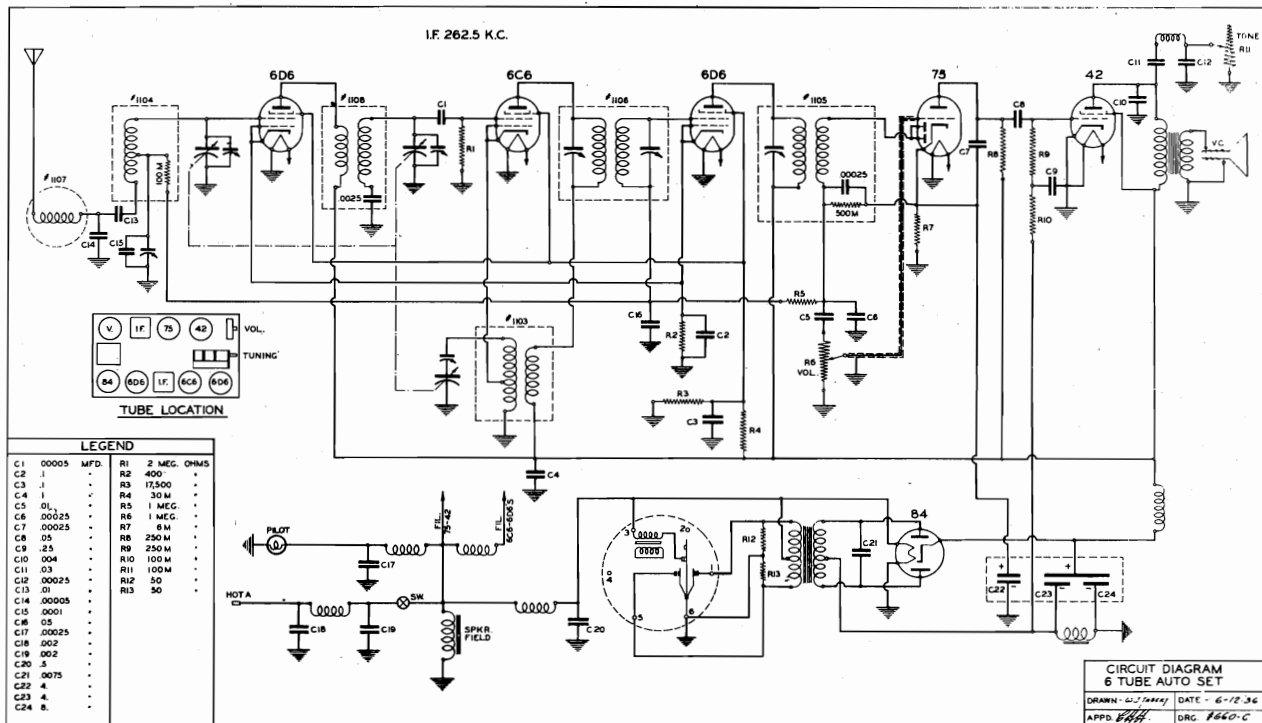 I.F. 262.5 K.C.
6D6
6C6
6D6
75
42
TONE
R11
C11
C12
C10
#1104
#1108
C1
#1106
#1105
C8
100 M
R1
.0025
.00025
500 M
C7
R8
R9
C9
R10
V.C.
#1107
C13
C14
C15
R7
R5
C16
R2
C2
C5
C6
R6
VOL.
#1103
R3
C3
R4
C4
V.
I.F.
75
42
VOL.
TUNING
84
6D6
I.F.
6C6
6D6
TUBE LOCATION
LEGEND
C1 .00005 MFD. R1 2 MEG. OHMS
C2 .1 " R2 400 "
C3 .1 " R3 17,500 "
C4 .1 " R4 30 M "
C5 .01 " R5 1 MEG. "
C6 .00025 " R6 1 MEG. "
C7 .00025 " R7 8 M "
C8 .05 " R8 250 M "
C9 .25 " R9 250 M "
C10 .004 " R10 100 M "
C11 .03 " R11 100 M "
C12 .00025 " R12 50 "
C13 .01 " R13 50 "
C14 .00005 "
C15 .0001 "
C16 .05 "
C17 .00025 "
C18 .002 "
C19 .002 "
C20 .5 "
C21 .0075 "
C22 4. "
C23 4. "
C24 8. "
PILOT
C17
FIL.
75-42
FIL.
6C6-6D6'S
HOT A
C18
C19
SW.
SPKR.
FIELD
C20
3
2
1
4
5
6
R12
R13
C21
84
C22
C23
C24
+
-
+
+
-
-
CIRCUIT DIAGRAM
6 TUBE AUTO SET
DRAWN - DATE - 6-12-36
APPD. DRG. #660-C